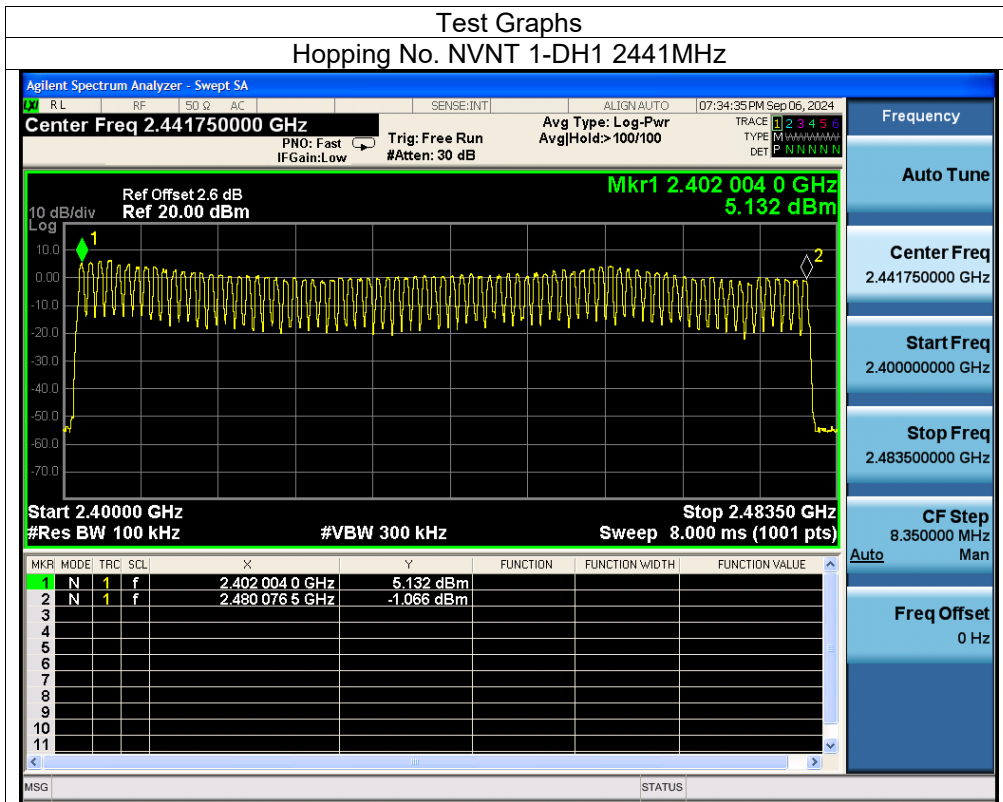 Test Graphs
Hopping No. NVNT 1-DH1 2441MHz
Agilent Spectrum Analyzer - Swept SA
LXI RL RF 50 Ω AC SENSE:INT ALIGN AUTO 07:34:35 PM Sep 06, 2024
Center Freq 2.441750000 GHz
PNO: Fast
IFGain:Low
Trig: Free Run
#Atten: 30 dB
Avg Type: Log-Pwr
Avg|Hold:>100/100
TRACE 1 2 3 4 5 6
TYPE MWWWWW
DET P N N N N N
Ref Offset 2.6 dB
Ref 20.00 dBm
10 dB/div
Log
Mkr1 2.402 004 0 GHz
5.132 dBm
10.0
0.00
-10.0
-20.0
-30.0
-40.0
-50.0
-60.0
-70.0
1
2
Start 2.40000 GHz Stop 2.48350 GHz
#Res BW 100 kHz #VBW 300 kHz Sweep 8.000 ms (1001 pts)
MKR MODE TRC SCL X Y FUNCTION FUNCTION WIDTH FUNCTION VALUE
1 N 1 f 2.402 004 0 GHz 5.132 dBm
2 N 1 f 2.480 076 5 GHz -1.066 dBm
3
4
5
6
7
8
9
10
11
MSG STATUS
Frequency
Auto Tune
Center Freq
2.441750000 GHz
Start Freq
2.400000000 GHz
Stop Freq
2.483500000 GHz
CF Step
8.350000 MHz
Auto Man
Freq Offset
0 Hz